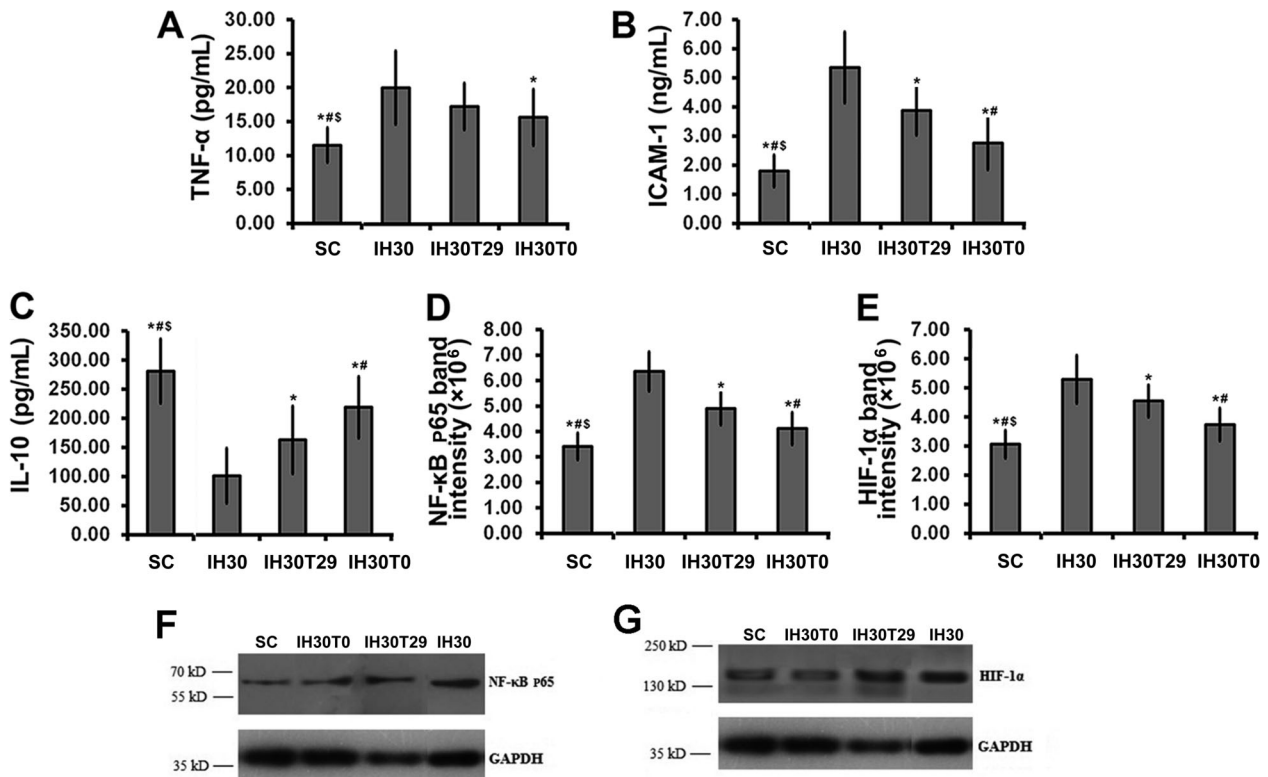 A
TNF-α (pg/mL)
30.00
25.00
20.00
15.00
10.00
5.00
0.00
*#$
*
SC IH30 IH30T29 IH30T0
B
ICAM-1 (ng/mL)
7.00
6.00
5.00
4.00
3.00
2.00
1.00
0.00
*#$
*
*#
SC IH30 IH30T29 IH30T0
C
IL-10 (pg/mL)
350.00
300.00
250.00
200.00
150.00
100.00
50.00
0.00
*#$
*
*#
SC IH30 IH30T29 IH30T0
D
NF-κB P65 band
intensity (×10⁶)
8.00
7.00
6.00
5.00
4.00
3.00
2.00
1.00
0.00
*#$
*
*#
SC IH30 IH30T29 IH30T0
E
HIF-1α band
intensity (×10⁶)
7.00
6.00
5.00
4.00
3.00
2.00
1.00
0.00
*#$
*
*#
SC IH30 IH30T29 IH30T0
F
SC IH30T0 IH30T29 IH30
70 kD
55 kD
NF-κB P65
35 kD
GAPDH
G
SC IH30T0 IH30T29 IH30
250 kD
130 kD
HIF-1α
35 kD
GAPDH